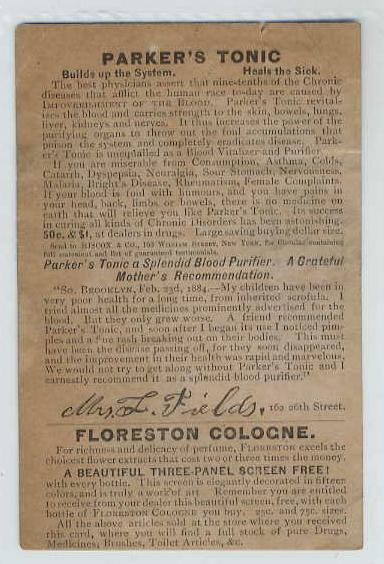 PARKER'S TONIC
Builds up the System. Heals the Sick.
The best physicians assert that nine-tenths of the Chronic
diseases that afflict the human race to-day are caused by
IMPOVERISHMENT OF THE BLOOD. Parker's Tonic revital-
ises the blood and carries strength to the skin, bowels, lungs,
liver, kidneys and nerves. It thus increases the power of the
purifying organs to throw out the foul accumulations that
poison the system and completely eradicates disease. Park-
er's Tonic is unequalled as a Blood Vitalizer and Purifier.
If you are miserable from Consumption, Asthma, Colds,
Catarrh, Dyspepsia, Neuralgia, Sour Stomach, Nervousness,
Malaria, Bright's Disease, Rheumatism, Female Complaints.
If your blood is foul with humours, and you have pains in
your head, back, limbs or bowels, there is no medicine on
earth that will relieve you like Parker's Tonic. Its success
in curing all kinds of Chronic Disorders has been astonishing.
50c. & $1, at dealers in drugs. Large saving buying dollar size.
Send to HISCOX & CO., 163 WILLIAM STREET, NEW YORK, for Circular containing
full statement and list of guaranteed testimonials.
Parker's Tonic a Splendid Blood Purifier. A Grateful
Mother's Recommendation.
"So. BROOKLYN, Feb. 23d, 1884.—My children have been in
very poor health for a long time, from inherited scrofula. I
tried almost all the medicines prominently advertised for the
blood. But they only grew worse. A friend recommended
Parker's Tonic, and soon after I began its use I noticed pim-
ples and a fine rash breaking out on their bodies. This must
have been the disease passing off, for they soon disappeared,
and the improvement in their health was rapid and marvelous.
We would not try to get along without Parker's Tonic and I
earnestly recommend it as a splendid blood purifier."
Mrs. L. Fields, 162 26th Street.
FLORESTON COLOGNE.
For richness and delicacy of perfume, FLORESTON excels the
choicest flower extracts that cost two or three times the money.
A BEAUTIFUL THREE-PANEL SCREEN FREE!
with every bottle. This screen is elegantly decorated in fifteen
colors, and is truly a work of art Remember you are entitled
to receive from your dealer this beautiful screen, free, with each
bottle of FLORESTON COLOGNE you buy. 25c. and 75c. sizes.
All the above articles sold at the store where you received
this card, where you will find a full stock of pure Drugs,
Medicines, Brushes, Toilet Articles, &c.